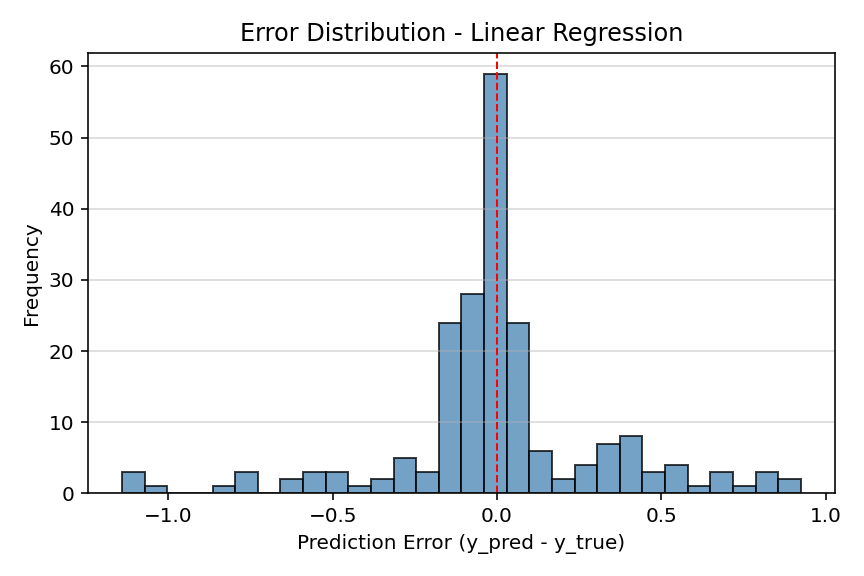 Error Distribution - Linear Regression
60
50
40
30
20
10
0
Frequency
−1.0 −0.5 0.0 0.5 1.0
Prediction Error (y_pred - y_true)